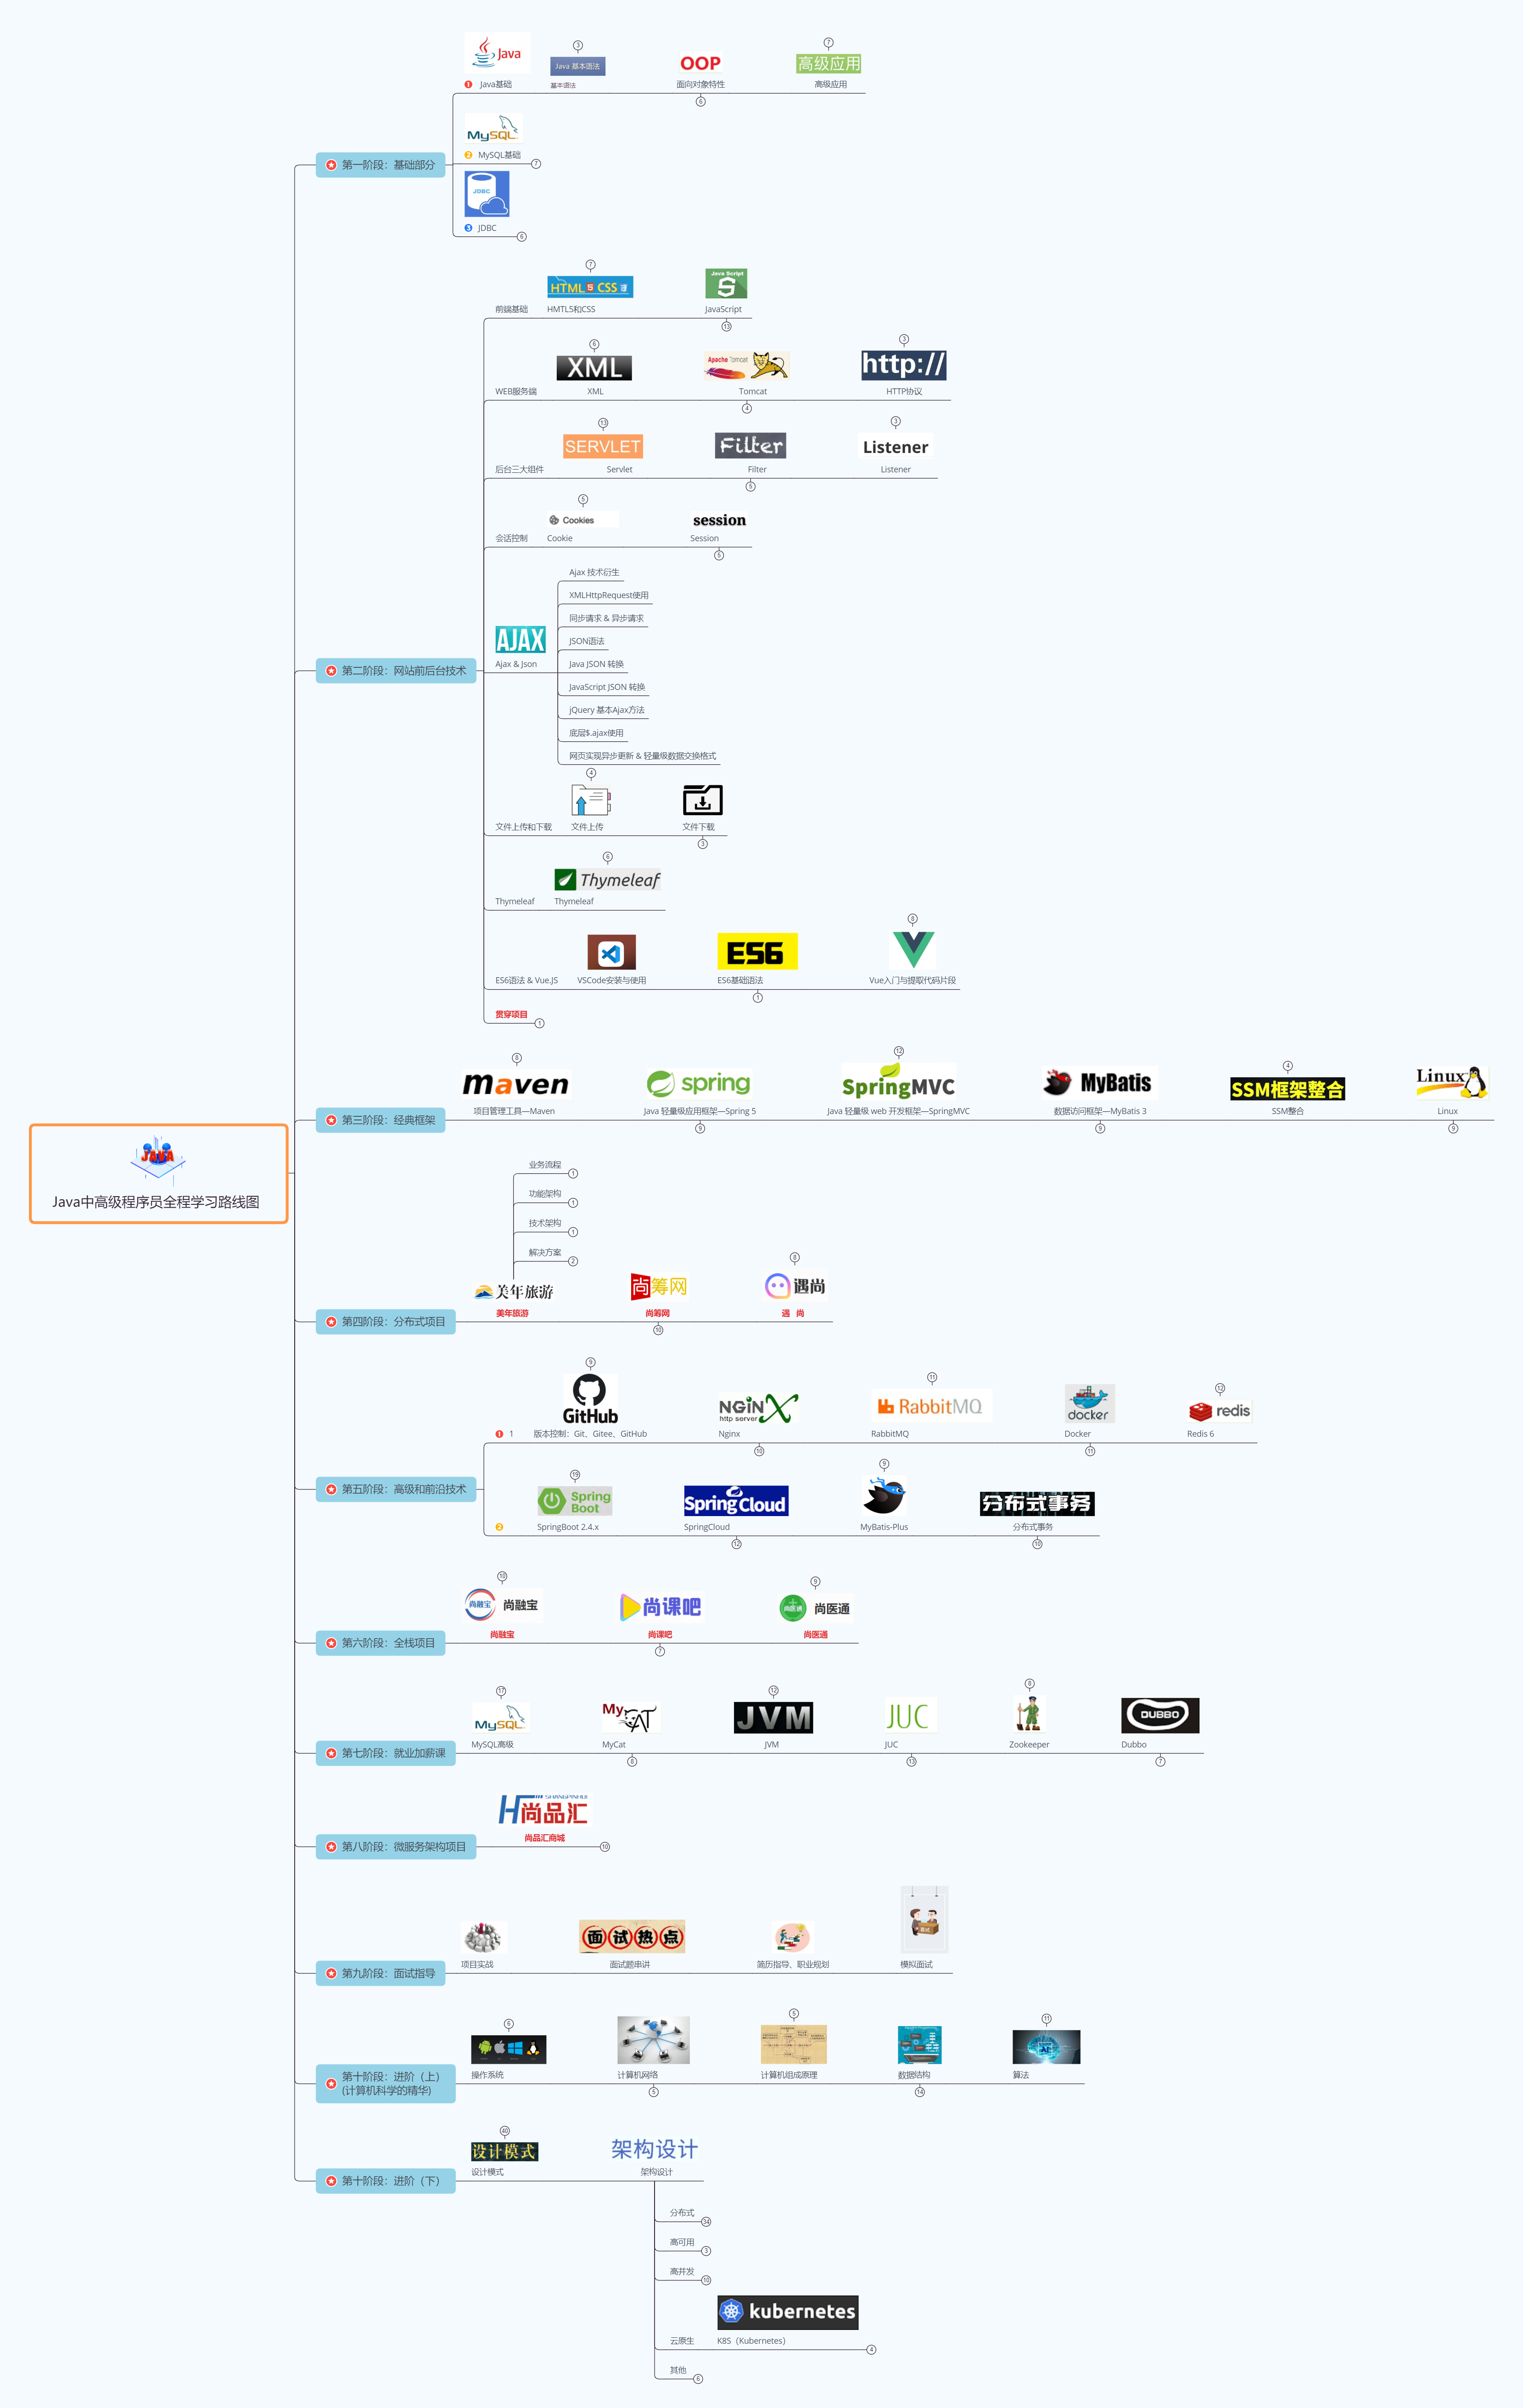 JAVA
Java中高级程序员全程学习路线图
第一阶段：基础部分
Java
1 Java基础
3
Java 基本语法
基本语法
OOP
面向对象特性
6
7
高级应用
高级应用
MySQL
2 MySQL基础
7
JDBC
3 JDBC
6
第二阶段：网站前后台技术
前端基础
7
HTML5 CSS3
HMTL5和CSS
Java Script
JavaScript
13
WEB服务端
6
XML
XML
Apache Tomcat
Tomcat
4
3
http://
HTTP协议
后台三大组件
13
SERVLET
Servlet
Filter
Filter
5
3
Listener
Listener
会话控制
5
Cookies
Cookie
session
Session
5
AJAX
Ajax & Json
Ajax 技术衍生
XMLHttpRequest使用
同步请求 & 异步请求
JSON语法
Java JSON 转换
JavaScript JSON 转换
jQuery 基本Ajax方法
底层$.ajax使用
网页实现异步更新 & 轻量级数据交换格式
文件上传和下载
4
文件上传
文件下载
3
Thymeleaf
6
Thymeleaf
Thymeleaf
ES6语法 & Vue.JS
VSCode安装与使用
ES6
ES6基础语法
1
8
Vue入门与提取代码片段
贯穿项目
1
第三阶段：经典框架
8
maven
项目管理工具—Maven
spring
Java 轻量级应用框架—Spring 5
9
12
SpringMVC
Java 轻量级 web 开发框架—SpringMVC
MyBatis
数据访问框架—MyBatis 3
9
4
SSM框架整合
SSM整合
Linux
Linux
9
第四阶段：分布式项目
业务流程
1
功能架构
1
技术架构
1
解决方案
2
美年旅游
美年旅游
尚筹网
尚筹网
10
8
遇尚
遇 尚
第五阶段：高级和前沿技术
1 1
9
GitHub
版本控制：Git、Gitee、GitHub
NGINX
http server
Nginx
10
11
RabbitMQ
RabbitMQ
docker
Docker
11
12
redis
Redis 6
2
19
Spring
Boot
SpringBoot 2.4.x
SpringCloud
SpringCloud
12
9
MyBatis-Plus
分布式事务
分布式事务
10
第六阶段：全栈项目
10
尚融宝
尚融宝
尚融宝
尚课吧
尚课吧
7
9
尚医通
尚医通
尚医通
第七阶段：就业加薪课
17
MySQL
MySQL高级
MyCAT
MyCat
8
12
JVM
JVM
JUC
JUC
13
8
Zookeeper
DUBBO
Dubbo
7
第八阶段：微服务架构项目
尚品汇
尚品汇商城
10
第九阶段：面试指导
项目实战
面试热点
面试题串讲
简历指导、职业规划
模拟面试
第十阶段：进阶（上）
(计算机科学的精华)
6
操作系统
计算机网络
5
5
计算机组成原理
数据结构
14
11
AI
算法
第十阶段：进阶（下）
40
设计模式
设计模式
架构设计
架构设计
分布式
34
高可用
3
高并发
10
云原生
kubernetes
K8S（Kubernetes）
4
其他
6